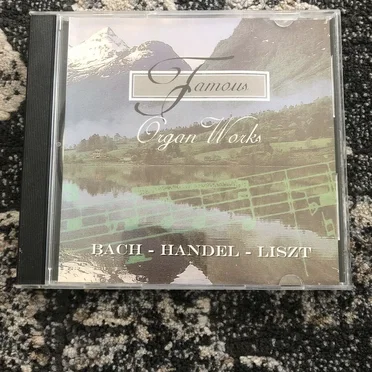 Famous
Organ Works
BACH - HANDEL - LISZT